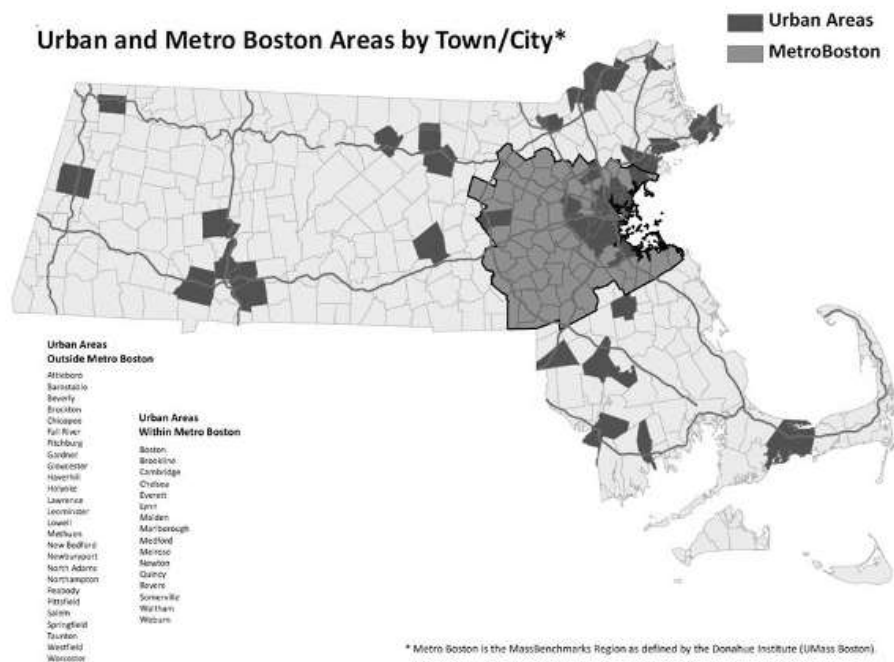 Urban and Metro Boston Areas by Town/City*
Urban Areas
MetroBoston
Urban Areas
Outside Metro Boston
Attleboro
Barnstable
Beverly
Brockton
Chicopee
Fall River
Fitchburg
Gardner
Gloucester
Haverhill
Holyoke
Lawrence
Leominster
Lowell
Methuen
New Bedford
Newburyport
North Adams
Northampton
Peabody
Pittsfield
Salem
Springfield
Taunton
Westfield
Worcester
Urban Areas
Within Metro Boston
Boston
Brookline
Cambridge
Chelsea
Everett
Lynn
Malden
Marlborough
Medford
Melrose
Newton
Quincy
Revere
Somerville
Waltham
Woburn
* Metro Boston is the MassBenchmarks Region as defined by the Donahue Institute (UMass Boston)